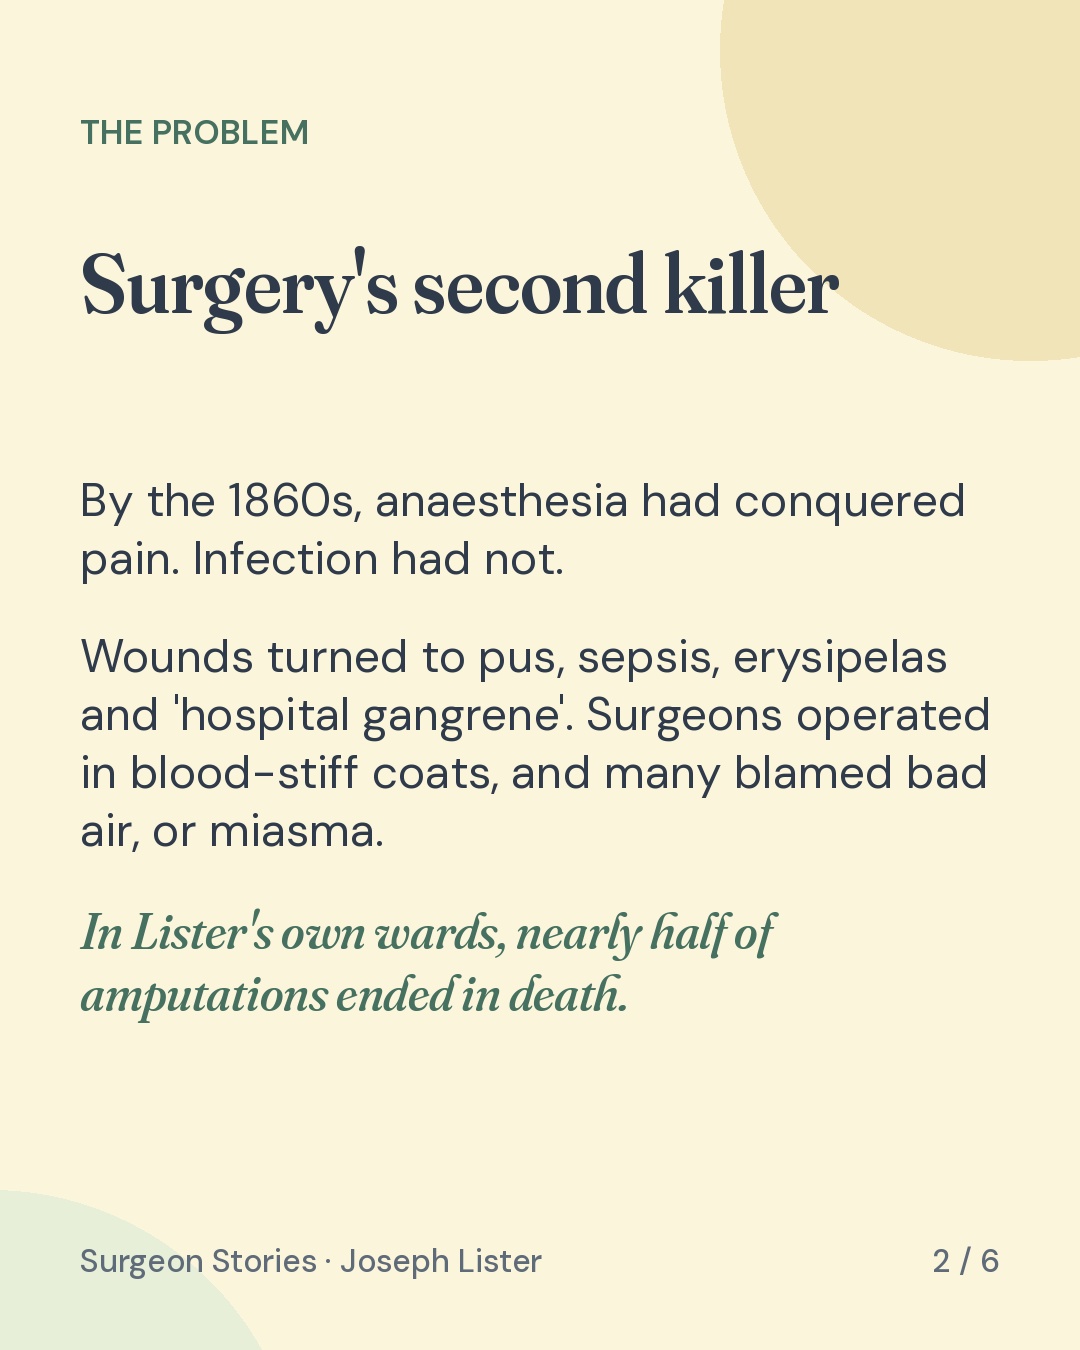 THE PROBLEM
Surgery's second killer
By the 1860s, anaesthesia had conquered
pain. Infection had not.
Wounds turned to pus, sepsis, erysipelas
and 'hospital gangrene'. Surgeons operated
in blood-stiff coats, and many blamed bad
air, or miasma.
In Lister's own wards, nearly half of
amputations ended in death.
Surgeon Stories · Joseph Lister
2 / 6